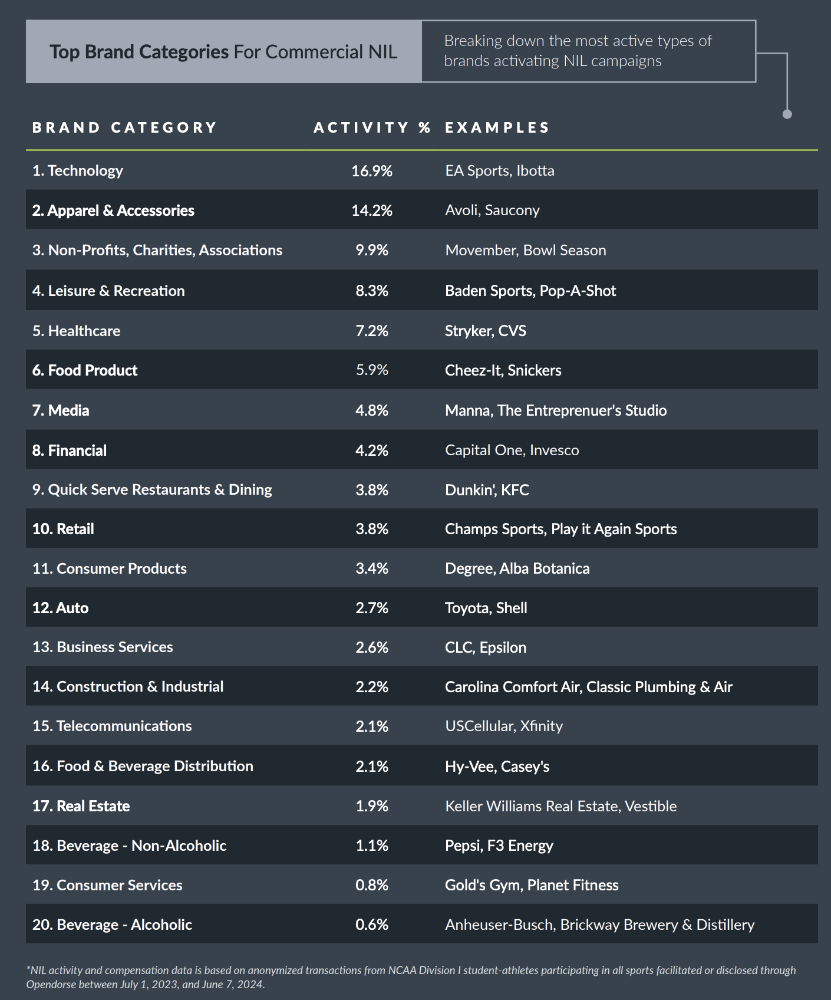 Top Brand Categories For Commercial NIL
Breaking down the most active types of
brands activating NIL campaigns
BRAND CATEGORY ACTIVITY % EXAMPLES
1. Technology 16.9% EA Sports, Ibotta
2. Apparel & Accessories 14.2% Avoli, Saucony
3. Non-Profits, Charities, Associations 9.9% Movember, Bowl Season
4. Leisure & Recreation 8.3% Baden Sports, Pop-A-Shot
5. Healthcare 7.2% Stryker, CVS
6. Food Product 5.9% Cheez-It, Snickers
7. Media 4.8% Manna, The Entreprenuer's Studio
8. Financial 4.2% Capital One, Invesco
9. Quick Serve Restaurants & Dining 3.8% Dunkin', KFC
10. Retail 3.8% Champs Sports, Play it Again Sports
11. Consumer Products 3.4% Degree, Alba Botanica
12. Auto 2.7% Toyota, Shell
13. Business Services 2.6% CLC, Epsilon
14. Construction & Industrial 2.2% Carolina Comfort Air, Classic Plumbing & Air
15. Telecommunications 2.1% USCellular, Xfinity
16. Food & Beverage Distribution 2.1% Hy-Vee, Casey's
17. Real Estate 1.9% Keller Williams Real Estate, Vestible
18. Beverage - Non-Alcoholic 1.1% Pepsi, F3 Energy
19. Consumer Services 0.8% Gold's Gym, Planet Fitness
20. Beverage - Alcoholic 0.6% Anheuser-Busch, Brickway Brewery & Distillery
*NIL activity and compensation data is based on anonymized transactions from NCAA Division I student-athletes participating in all sports facilitated or disclosed through
Opendorse between July 1, 2023, and June 7, 2024.